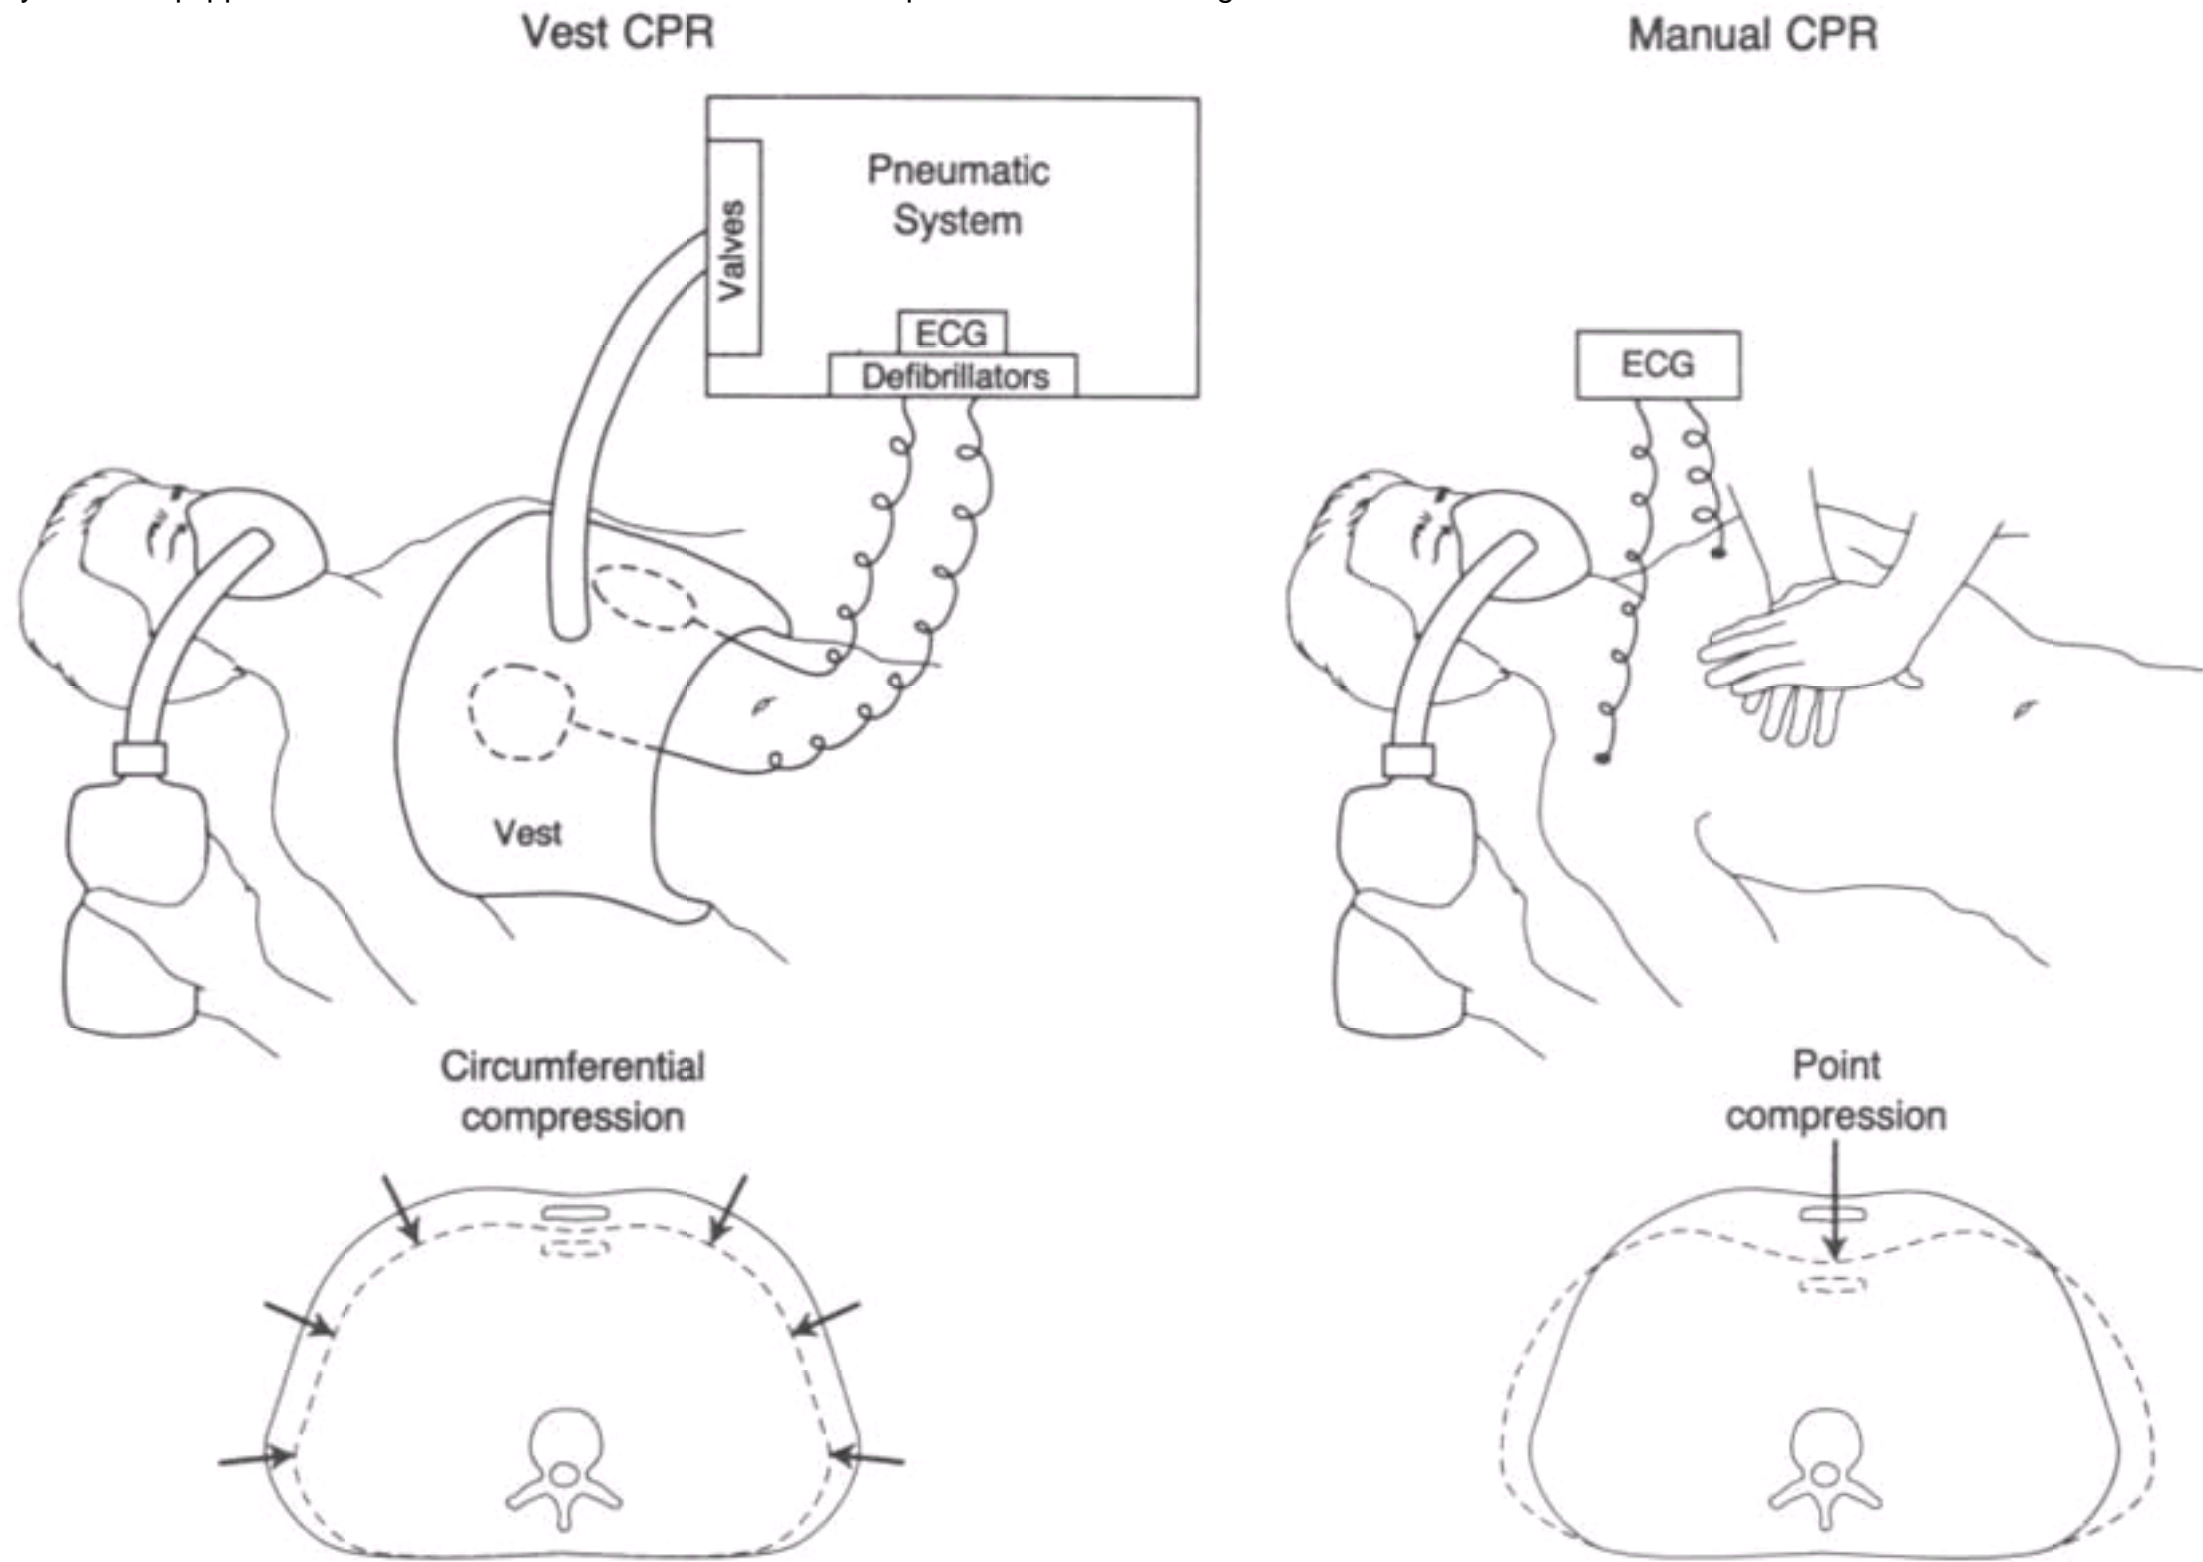 Vest CPR
Manual CPR
Pneumatic
System
Valves
ECG
Defibrillators
ECG
Vest
Circumferential
compression
Point
compression